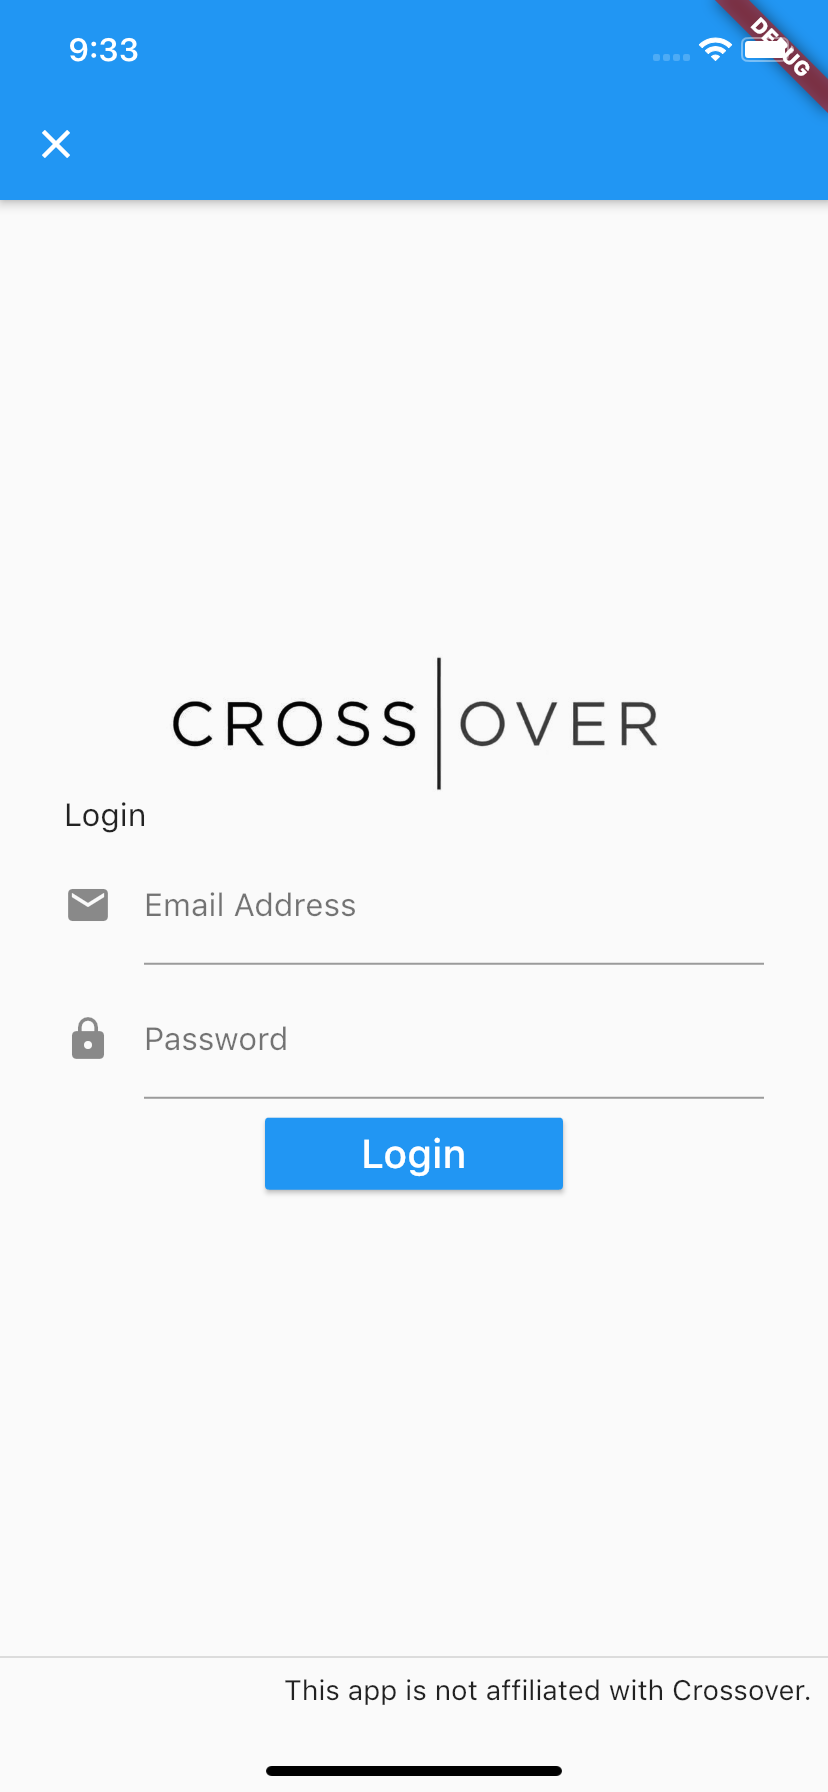 9:33
DEBUG
CROSS|OVER
Login
Email Address
Password
Login
This app is not affiliated with Crossover.